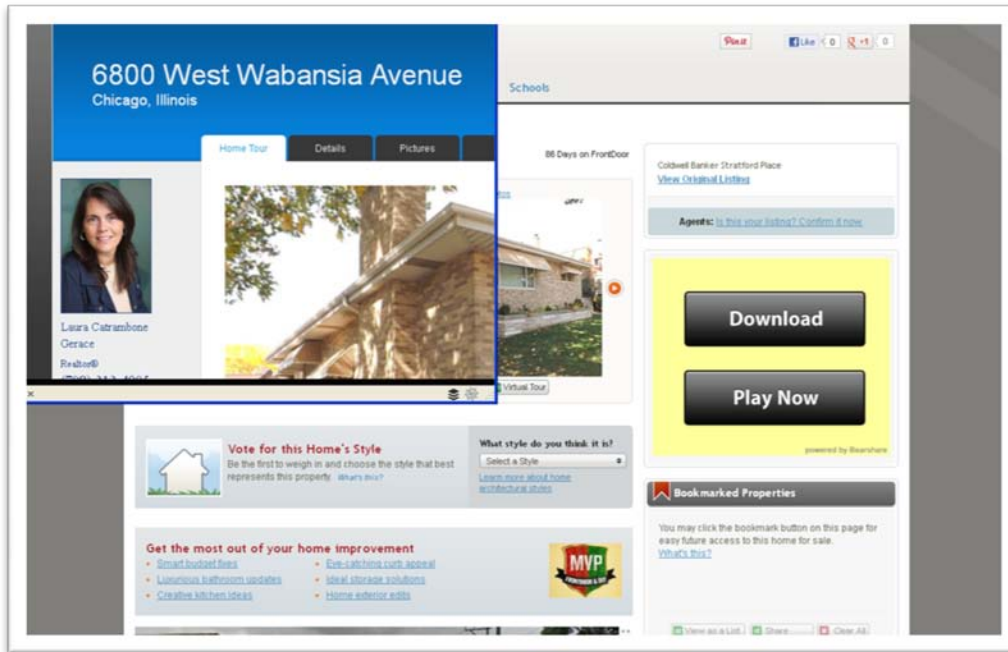 6800 West Wabansia Avenue
Chicago, Illinois
Home Tour
Details
Pictures
Laura Catrambone
Gerace
Realtor®
Pin it
Like
0
+1
0
Schools
86 Days on FrontDoor
Virtual Tour
Coldwell Banker Stratford Place
View Original Listing
Agents: Is this your listing? Confirm it now.
Download
Play Now
powered by Bearshare
Vote for this Home's Style
Be the first to weigh in and choose the style that best
represents this property. What's this?
What style do you think it is?
Select a Style
Learn more about home
architectural styles
Bookmarked Properties
You may click the bookmark button on this page for
easy future access to this home for sale.
What's this?
Get the most out of your home improvement
Smart budget fixes
Luxurious bathroom updates
Creative kitchen ideas
Eye-catching curb appeal
Ideal storage solutions
Home exterior edits
MVP
View as a List
Share
Clear All